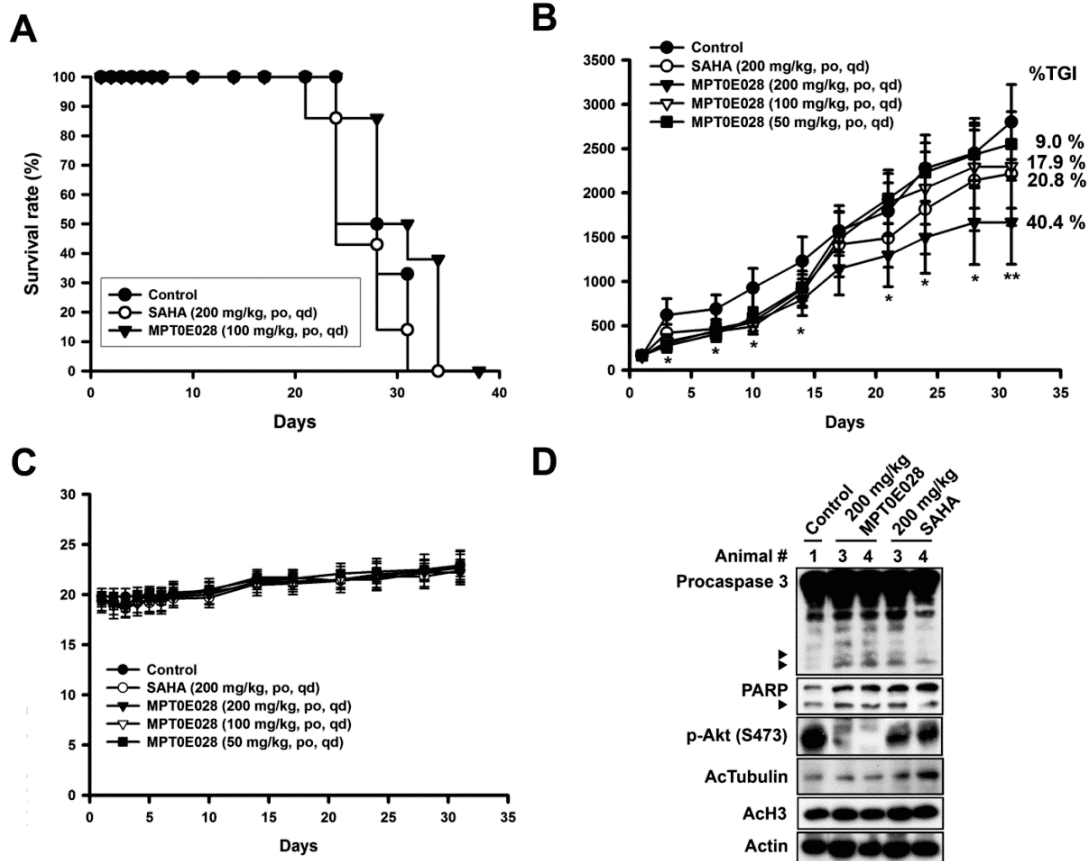 A
Survival rate (%)
100
90
80
70
60
50
40
30
20
10
0
0 10 20 30 40
Days
Control
SAHA (200 mg/kg, po, qd)
MPT0E028 (100 mg/kg, po, qd)
B
Control
SAHA (200 mg/kg, po, qd)
MPT0E028 (200 mg/kg, po, qd)
MPT0E028 (100 mg/kg, po, qd)
MPT0E028 (50 mg/kg, po, qd)
%TGI
3500
3000
2500
2000
1500
1000
500
0
9.0 %
17.9 %
20.8 %
40.4 %
* * * * * * * **
0 5 10 15 20 25 30 35
Days
C
30
25
20
15
10
5
0
Control
SAHA (200 mg/kg, po, qd)
MPT0E028 (200 mg/kg, po, qd)
MPT0E028 (100 mg/kg, po, qd)
MPT0E028 (50 mg/kg, po, qd)
0 5 10 15 20 25 30 35
Days
D
Control
200 mg/kg
MPT0E028
200 mg/kg
SAHA
Animal # 1 3 4 3 4
Procaspase 3
PARP
p-Akt (S473)
AcTubulin
AcH3
Actin